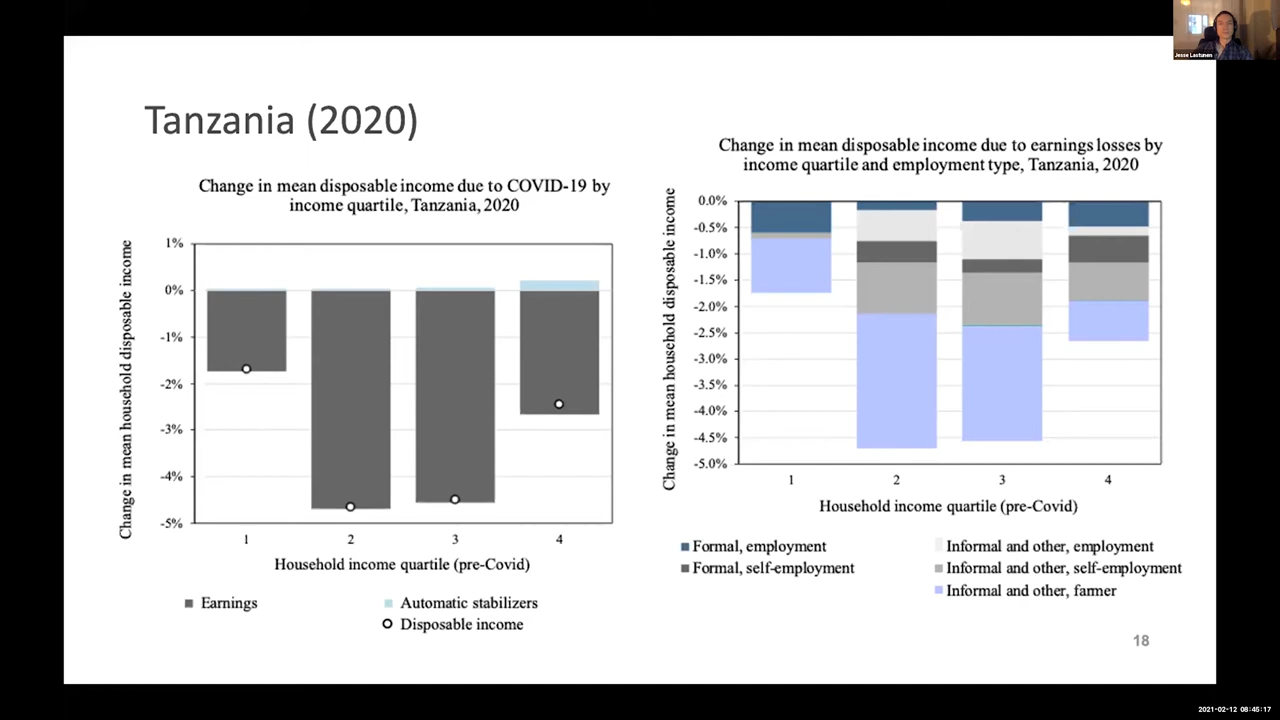 Jesse Lastunen
Tanzania (2020)
Change in mean disposable income due to COVID-19 by
income quartile, Tanzania, 2020
Change in mean household disposable income
1%
0%
-1%
-2%
-3%
-4%
-5%
1 2 3 4
Household income quartile (pre-Covid)
Earnings
Automatic stabilizers
Disposable income
Change in mean disposable income due to earnings losses by
income quartile and employment type, Tanzania, 2020
Change in mean household disposable income
0.0%
-0.5%
-1.0%
-1.5%
-2.0%
-2.5%
-3.0%
-3.5%
-4.0%
-4.5%
-5.0%
1 2 3 4
Household income quartile (pre-Covid)
Formal, employment
Informal and other, employment
Formal, self-employment
Informal and other, self-employment
Informal and other, farmer
18
2021-02-12 08:45:17